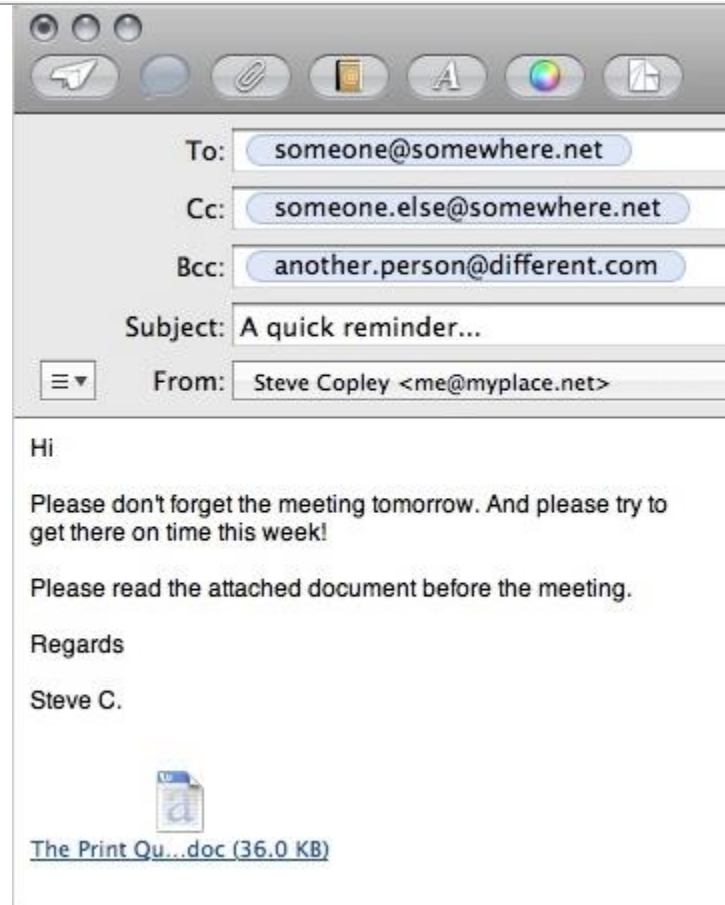 To: someone@somewhere.net
Cc: someone.else@somewhere.net
Bcc: another.person@different.com
Subject: A quick reminder...
From: Steve Copley <me@myplace.net>
Hi
Please don't forget the meeting tomorrow. And please try to
get there on time this week!
Please read the attached document before the meeting.
Regards
Steve C.
The Print Qu...doc (36.0 KB)